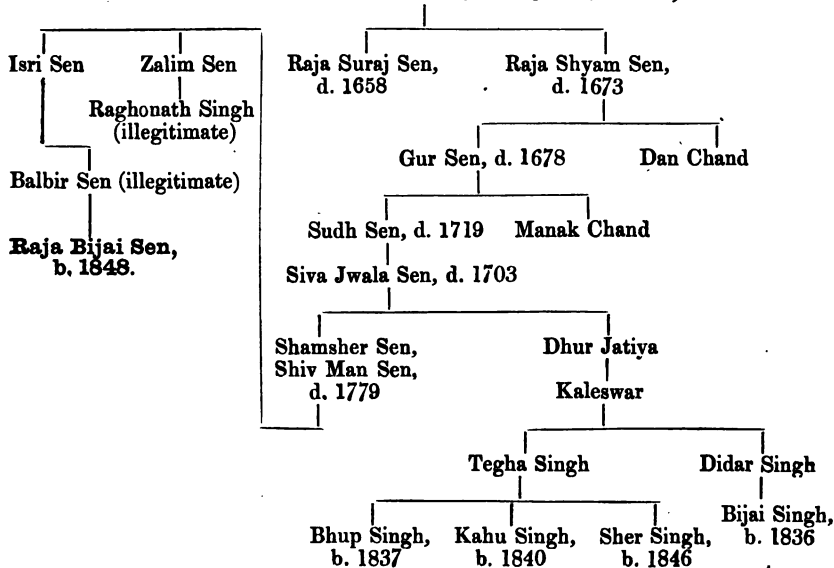 Isri Sen
Zalim Sen
Raja Suraj Sen,
d. 1658
Raja Shyam Sen,
d. 1673
Raghonath Singh
(illegitimate)
Gur Sen, d. 1678
Dan Chand
Balbir Sen (illegitimate)
Sudh Sen, d. 1719
Manak Chand
Raja Bijai Sen,
b. 1848.
Siva Jwala Sen, d. 1703
Shamsher Sen,
Shiv Man Sen,
d. 1779
Dhur Jatiya
Kaleswar
Tegha Singh
Didar Singh
Bhup Singh,
b. 1837
Kahu Singh,
b. 1840
Sher Singh,
b. 1846
Bijai Singh,
b. 1836